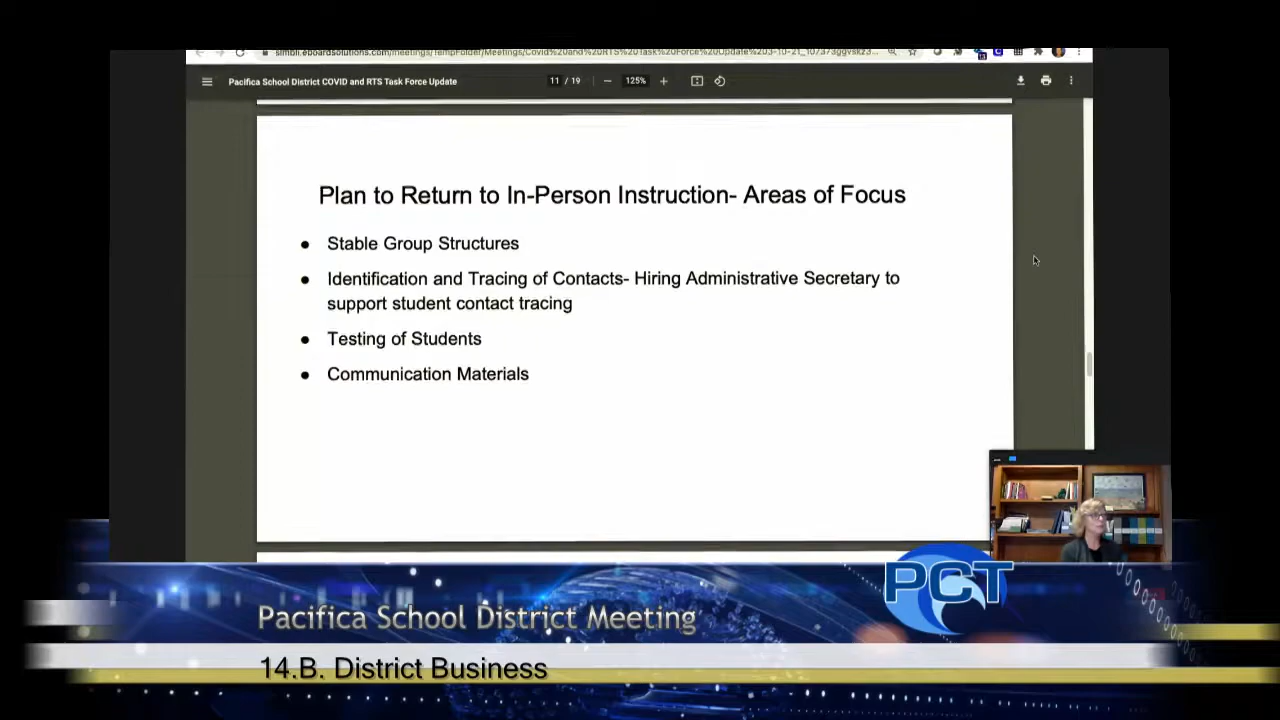 Pacifica School District COVID and RTS Task Force Update
11 / 19
125%
Plan to Return to In-Person Instruction- Areas of Focus
Stable Group Structures
Identification and Tracing of Contacts- Hiring Administrative Secretary to
support student contact tracing
Testing of Students
Communication Materials
PCT
Pacifica School District Meeting
14.B. District Business